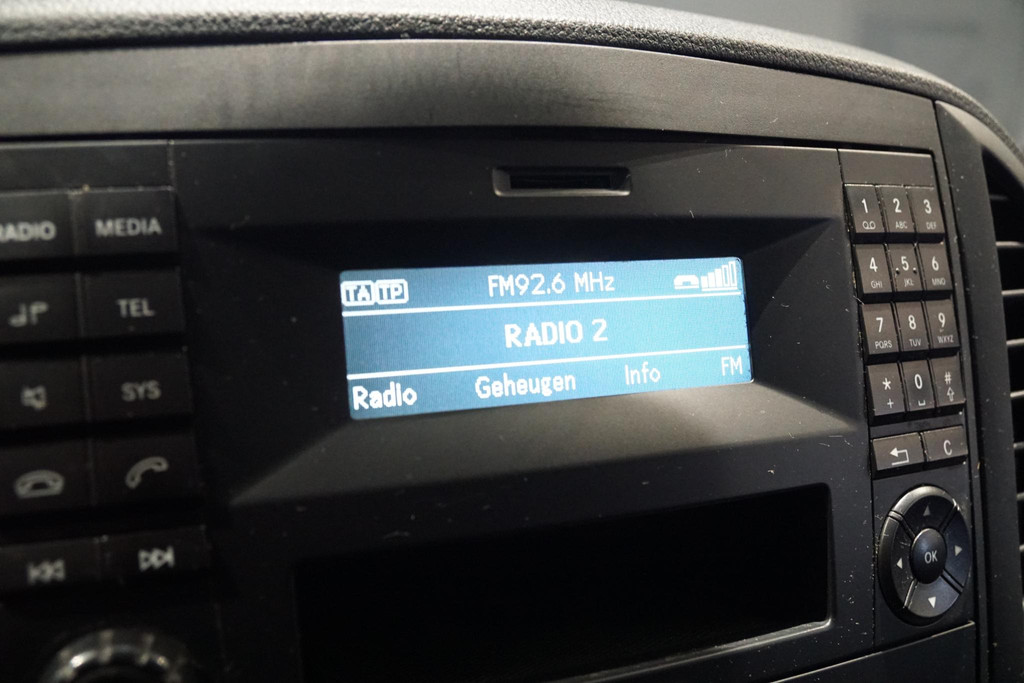 RADIO MEDIA
TEL
SYS
TA TP FM92.6 MHz
RADIO 2
Radio Geheugen Info FM
1 2 3
ABC DEF
4 5 6
GHI JKL MNO
7 8 9
PQRS TUV WXYZ
* 0 #
+
C
OK